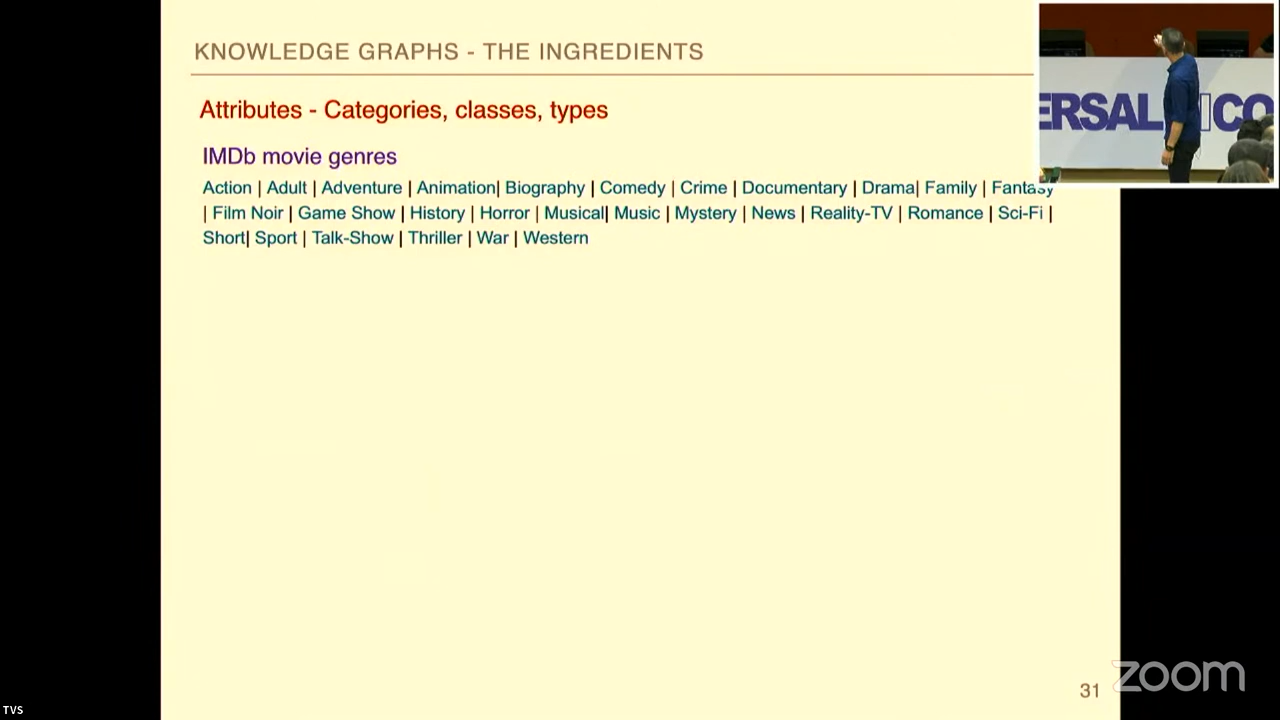 KNOWLEDGE GRAPHS - THE INGREDIENTS
Attributes - Categories, classes, types
IMDb movie genres
Action | Adult | Adventure | Animation| Biography | Comedy | Crime | Documentary | Drama| Family | Fantasy
| Film Noir | Game Show | History | Horror | Musical| Music | Mystery | News | Reality-TV | Romance | Sci-Fi |
Short| Sport | Talk-Show | Thriller | War | Western
ERSAL
CO
31
zoom
TVS